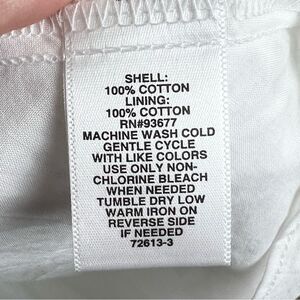 SHELL:
100% COTTON
LINING:
100% COTTON
RN#93677
MACHINE WASH COLD
GENTLE CYCLE
WITH LIKE COLORS
USE ONLY NON-
CHLORINE BLEACH
WHEN NEEDED
TUMBLE DRY LOW
WARM IRON ON
REVERSE SIDE
IF NEEDED
72613-3